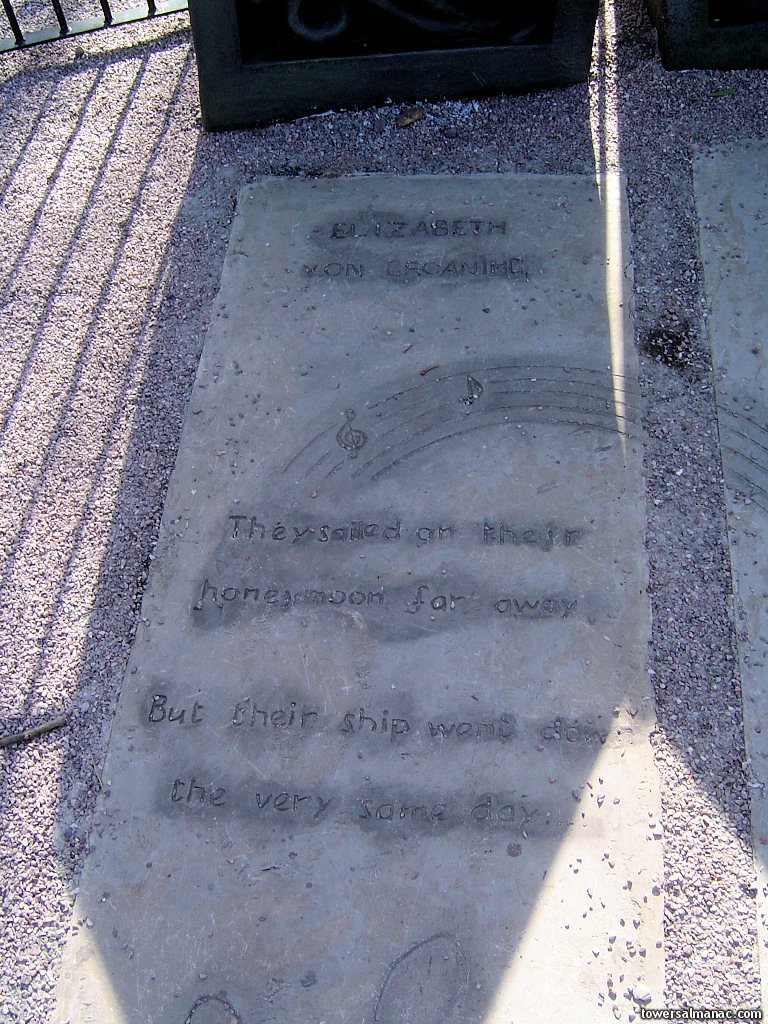 ELIZABETH
VON GROANING
They sailed on their
honeymoon far away
But their ship went down
the very same day...
towersalmanac.com